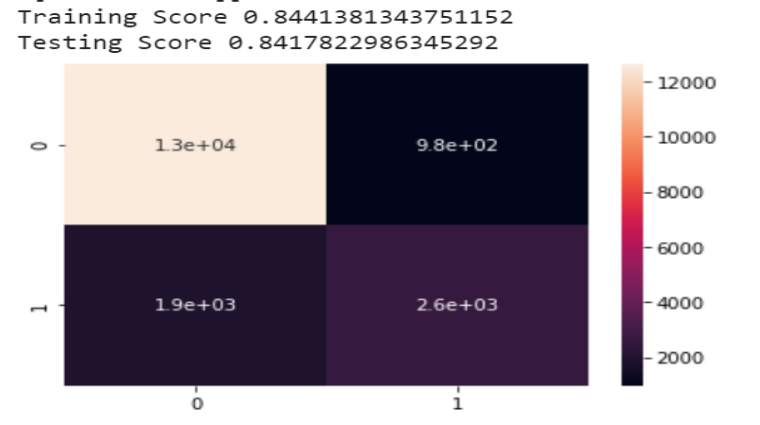 Training Score 0.8441381343751152
Testing Score 0.8417822986345292
12000
0 1.3e+04 9.8e+02
10000
8000
6000
1 1.9e+03 2.6e+03
4000
2000
0 1